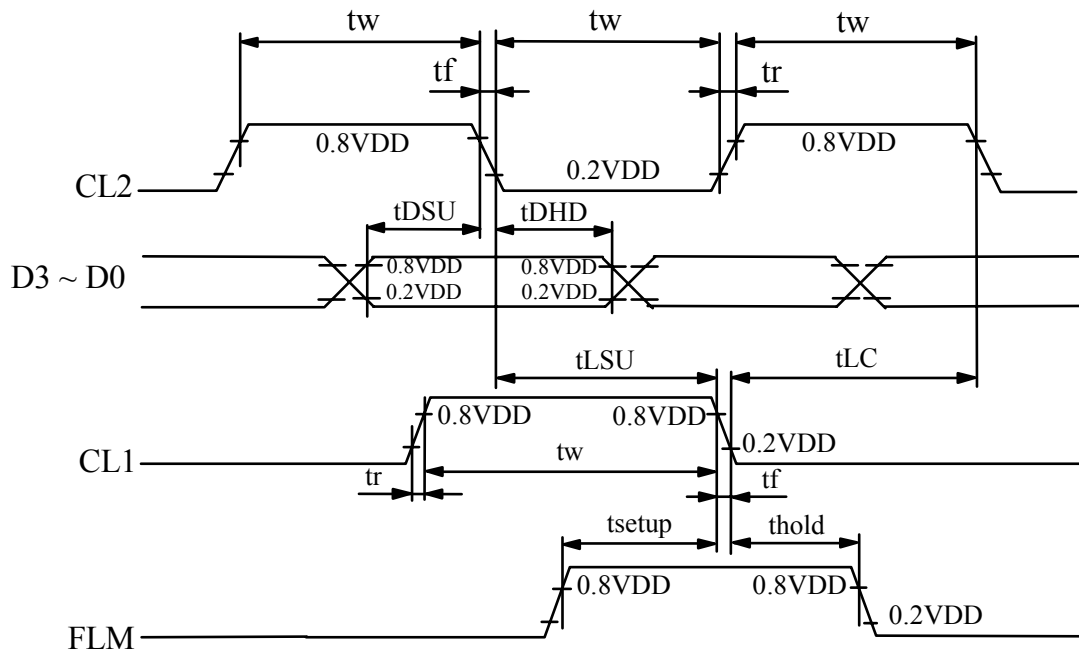 tw tw tw
tf tr
0.8VDD 0.8VDD
CL2 0.2VDD
tDSU tDHD
D3 ~ D0 0.8VDD 0.8VDD
0.2VDD 0.2VDD
tLSU tLC
0.8VDD 0.8VDD
CL1 0.2VDD
tw
tr tf
tsetup thold
0.8VDD 0.8VDD
0.2VDD
FLM